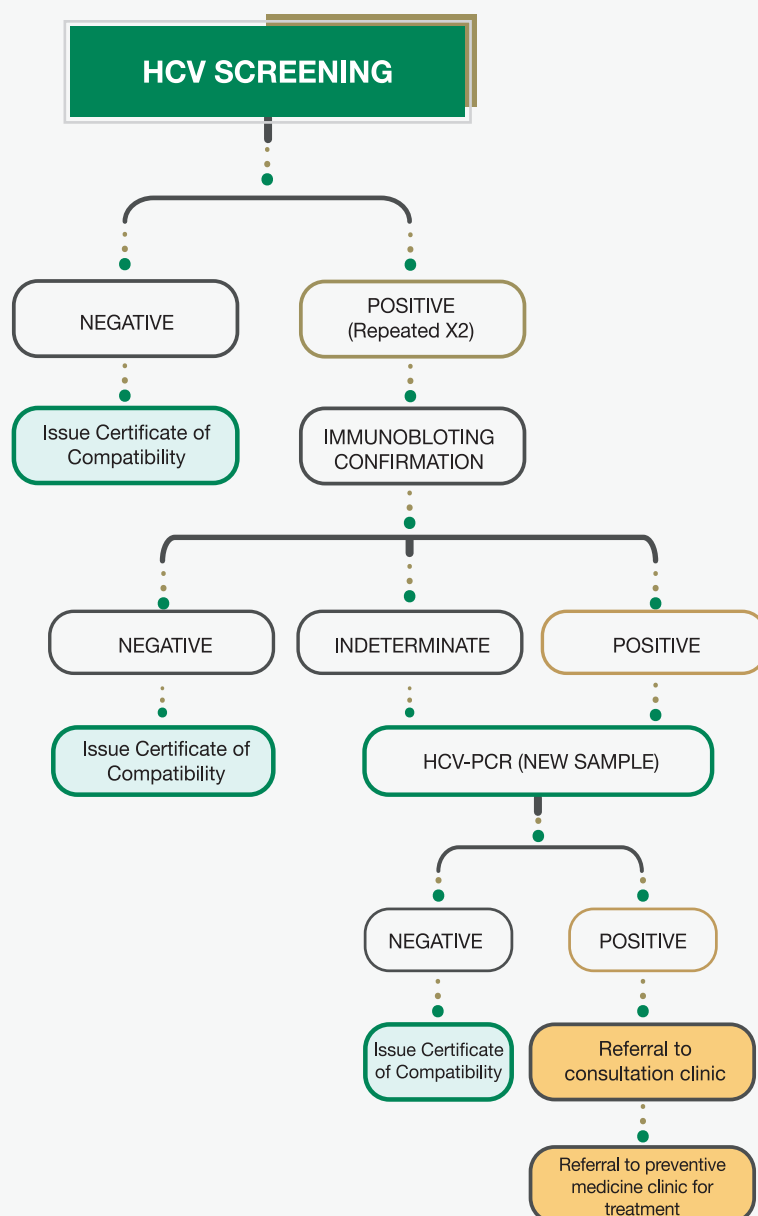 HCV SCREENING
NEGATIVE
POSITIVE
(Repeated X2)
Issue Certificate of
Compatibility
IMMUNOBLOTING
CONFIRMATION
NEGATIVE
INDETERMINATE
POSITIVE
Issue Certificate of
Compatibility
HCV-PCR (NEW SAMPLE)
NEGATIVE
POSITIVE
Issue Certificate
of Compatibility
Referral to
consultation clinic
Referral to preventive
medicine clinic for
treatment